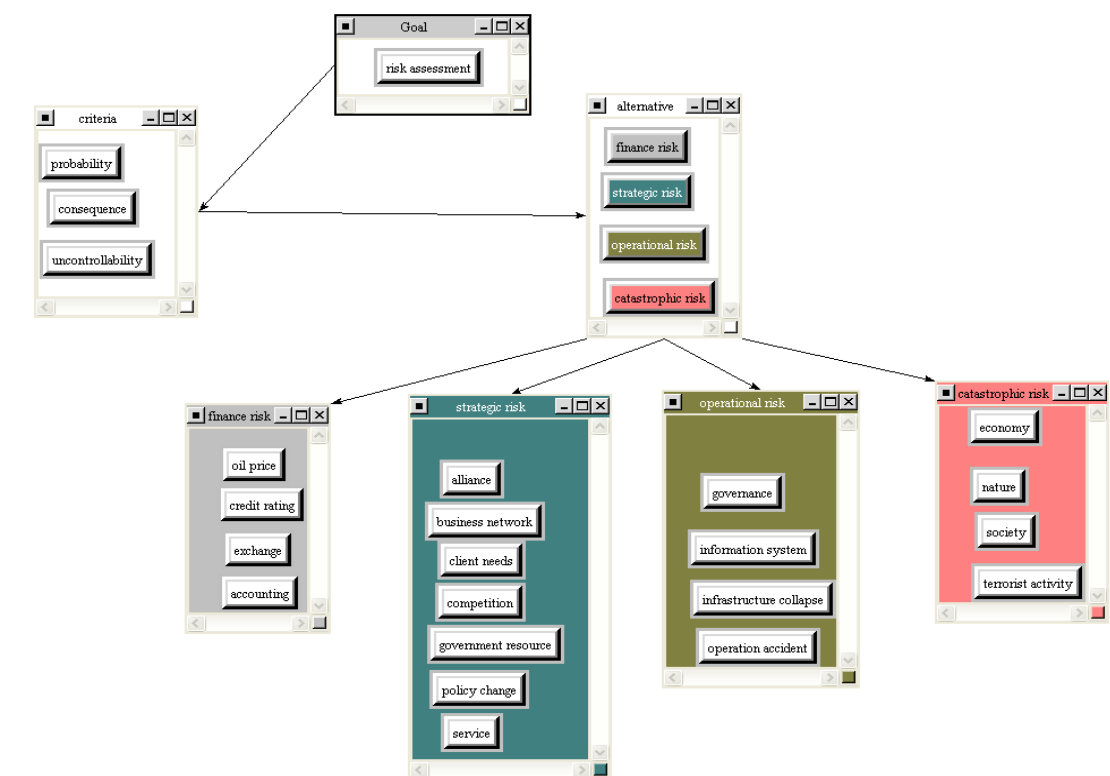 Goal
risk assessment
criteria
probability
consequence
uncontrollability
alternative
finance risk
strategic risk
operational risk
catastrophic risk
finance risk
oil price
credit rating
exchange
accounting
strategic risk
alliance
business network
client needs
competition
government resource
policy change
service
operational risk
governance
information system
infrastructure collapse
operation accident
catastrophic risk
economy
nature
society
terrorist activity